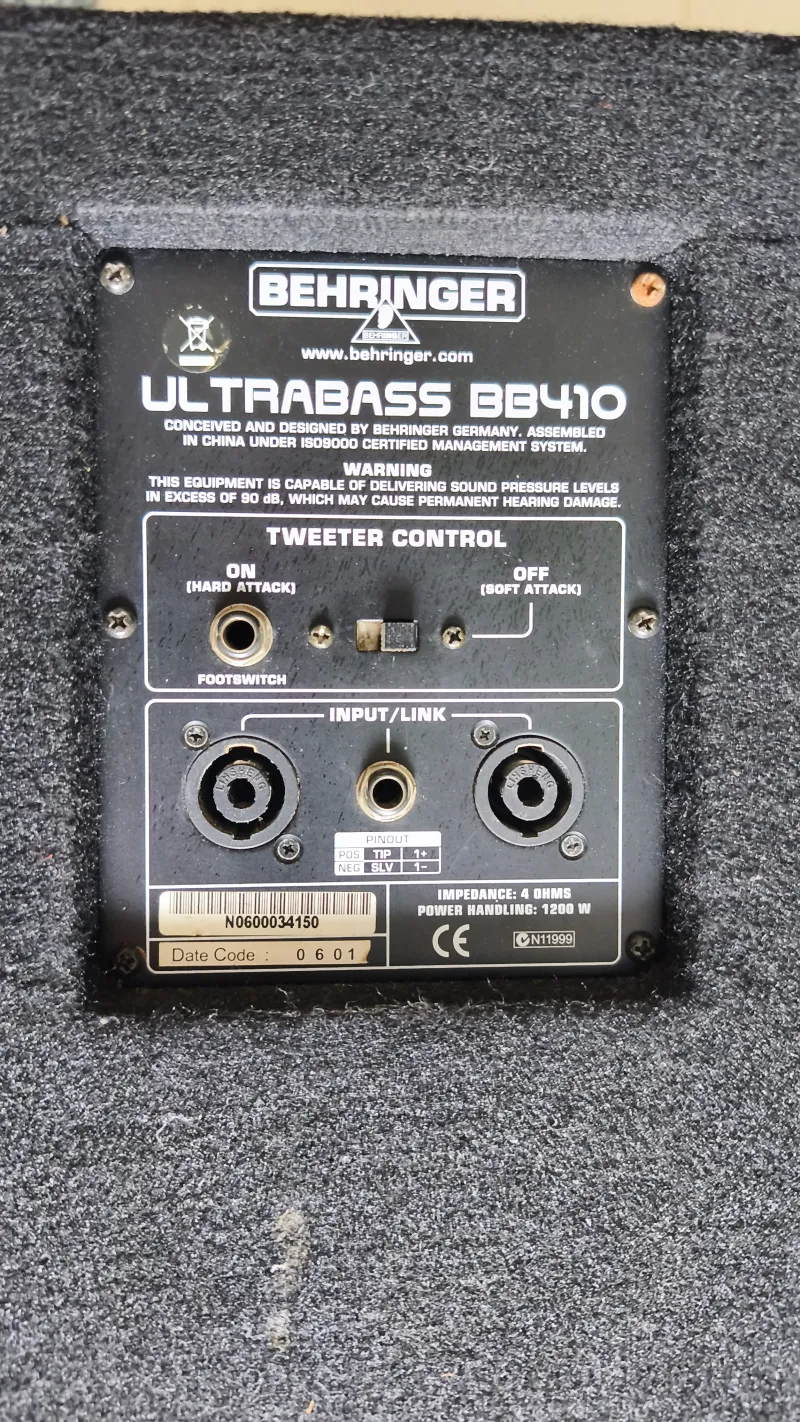 BEHRINGER
BEHRINGER
www.behringer.com
ULTRABASS BB410
CONCEIVED AND DESIGNED BY BEHRINGER GERMANY. ASSEMBLED
IN CHINA UNDER ISO9000 CERTIFIED MANAGEMENT SYSTEM.
WARNING
THIS EQUIPMENT IS CAPABLE OF DELIVERING SOUND PRESSURE LEVELS
IN EXCESS OF 90 dB, WHICH MAY CAUSE PERMANENT HEARING DAMAGE.
TWEETER CONTROL
ON
(HARD ATTACK)
OFF
(SOFT ATTACK)
FOOTSWITCH
INPUT/LINK
LINSHENG
LINSHENG
PINOUT
POS TIP 1+
NEG SLV 1-
N0600034150
Date Code : 0601
IMPEDANCE: 4 OHMS
POWER HANDLING: 1200 W
CE
N11999